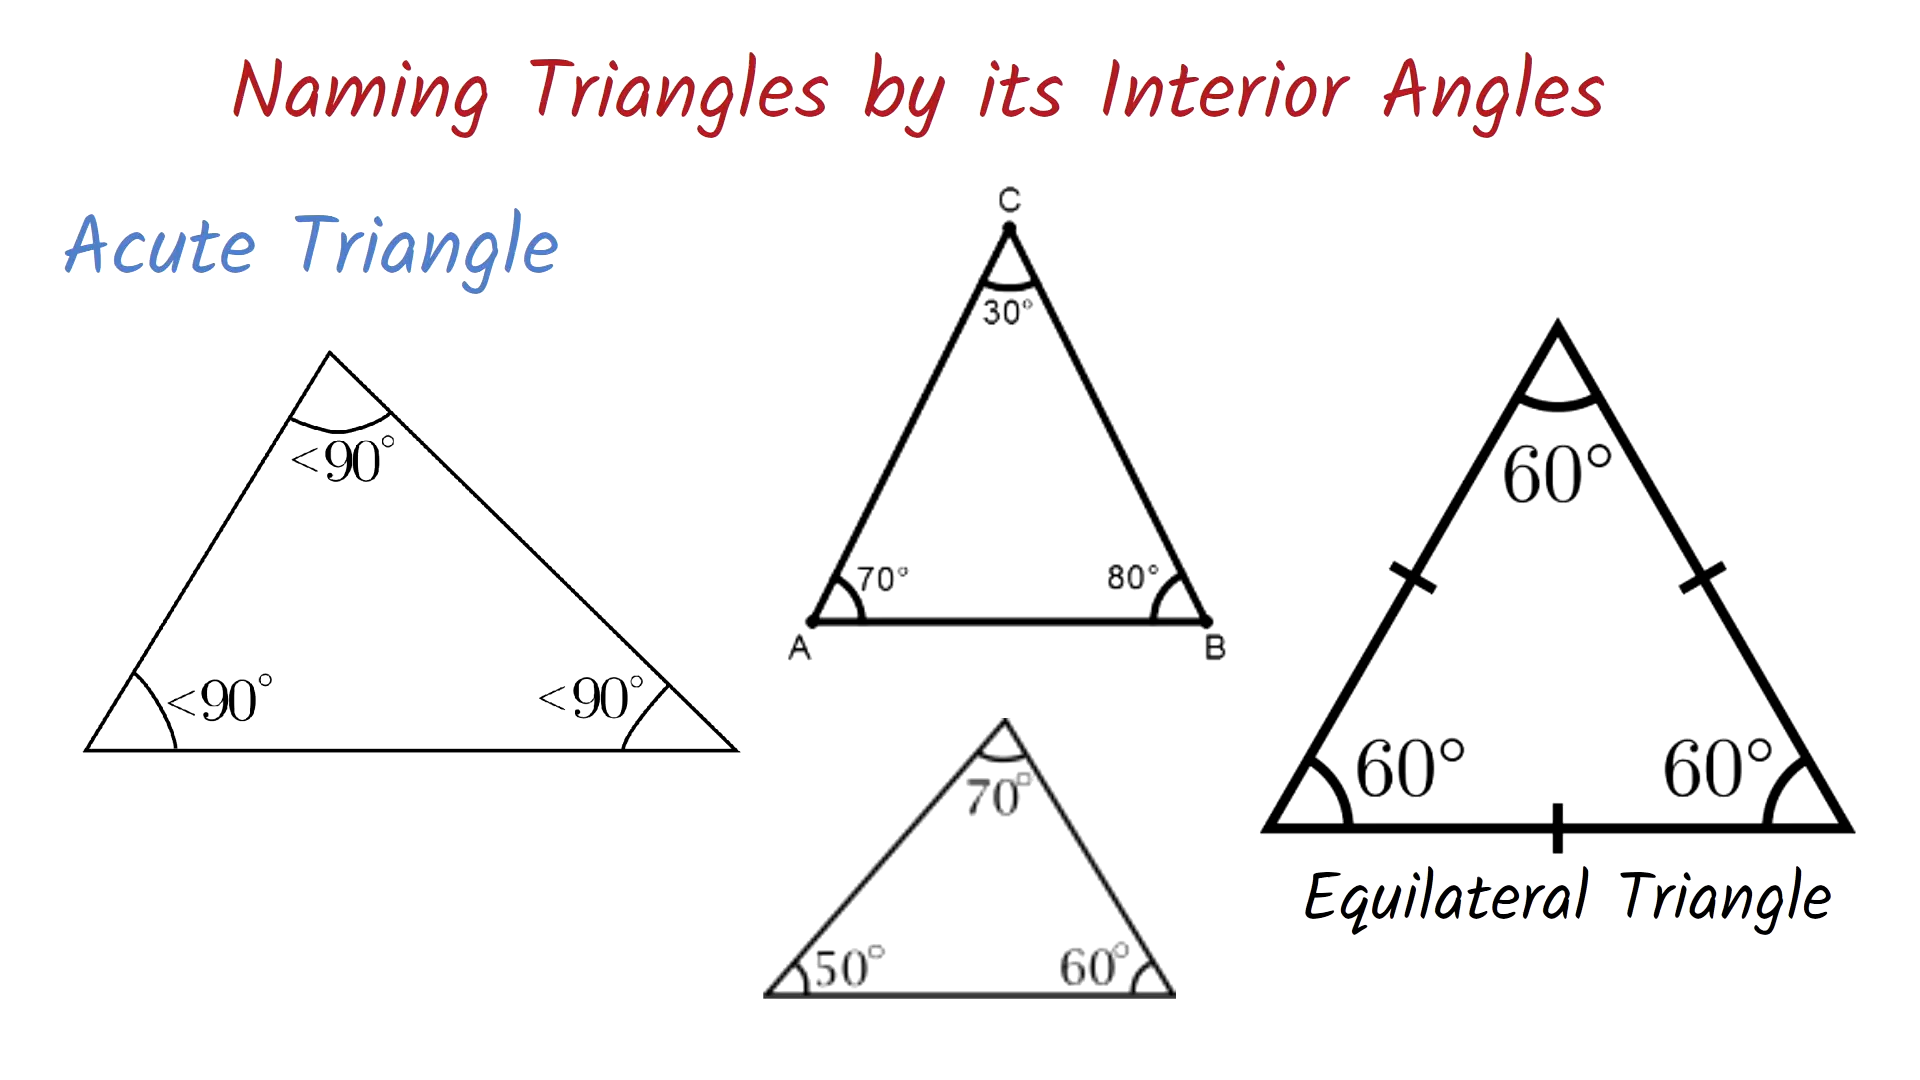 Naming Triangles by its Interior Angles
Acute Triangle
<90°
<90°
<90°
C
30°
70°
80°
A
B
70°
50°
60°
60°
60°
60°
Equilateral Triangle